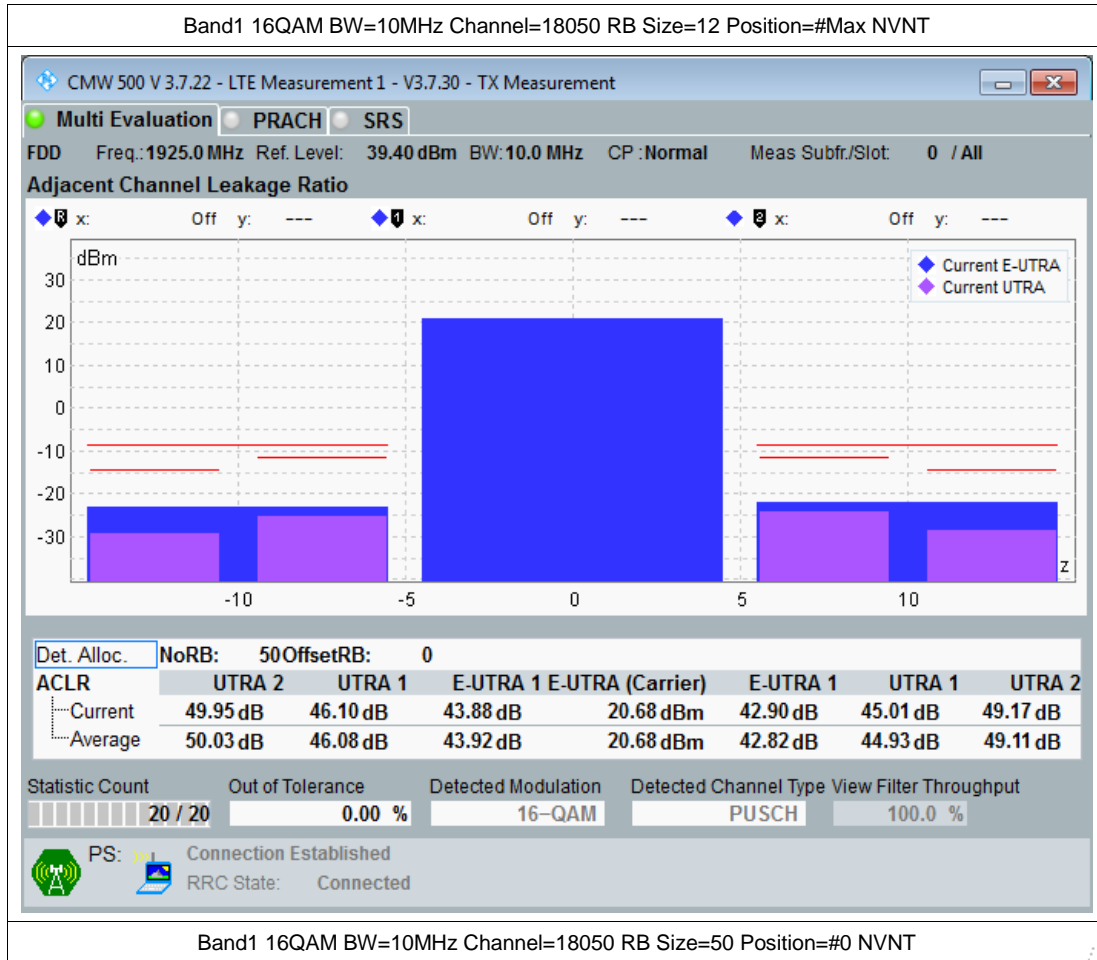 Band1 16QAM BW=10MHz Channel=18050 RB Size=12 Position=#Max NVNT
CMW 500 V 3.7.22 - LTE Measurement 1 - V3.7.30 - TX Measurement
Multi Evaluation PRACH SRS
FDD Freq.:1925.0 MHz Ref. Level: 39.40 dBm BW:10.0 MHz CP :Normal Meas Subfr./Slot: 0 / All
Adjacent Channel Leakage Ratio
R x: Off y: --- 1 x: Off y: --- 2 x: Off y: ---
dBm
Current E-UTRA
Current UTRA
30
20
10
0
-10
-20
-30
z
-10 -5 0 5 10
Det. Alloc. NoRB: 50 OffsetRB: 0
ACLR UTRA 2 UTRA 1 E-UTRA 1 E-UTRA (Carrier) E-UTRA 1 UTRA 1 UTRA 2
Current 49.95 dB 46.10 dB 43.88 dB 20.68 dBm 42.90 dB 45.01 dB 49.17 dB
Average 50.03 dB 46.08 dB 43.92 dB 20.68 dBm 42.82 dB 44.93 dB 49.11 dB
Statistic Count Out of Tolerance Detected Modulation Detected Channel Type View Filter Throughput
20 / 20 0.00 % 16-QAM PUSCH 100.0 %
PS: Connection Established
RRC State: Connected
Band1 16QAM BW=10MHz Channel=18050 RB Size=50 Position=#0 NVNT